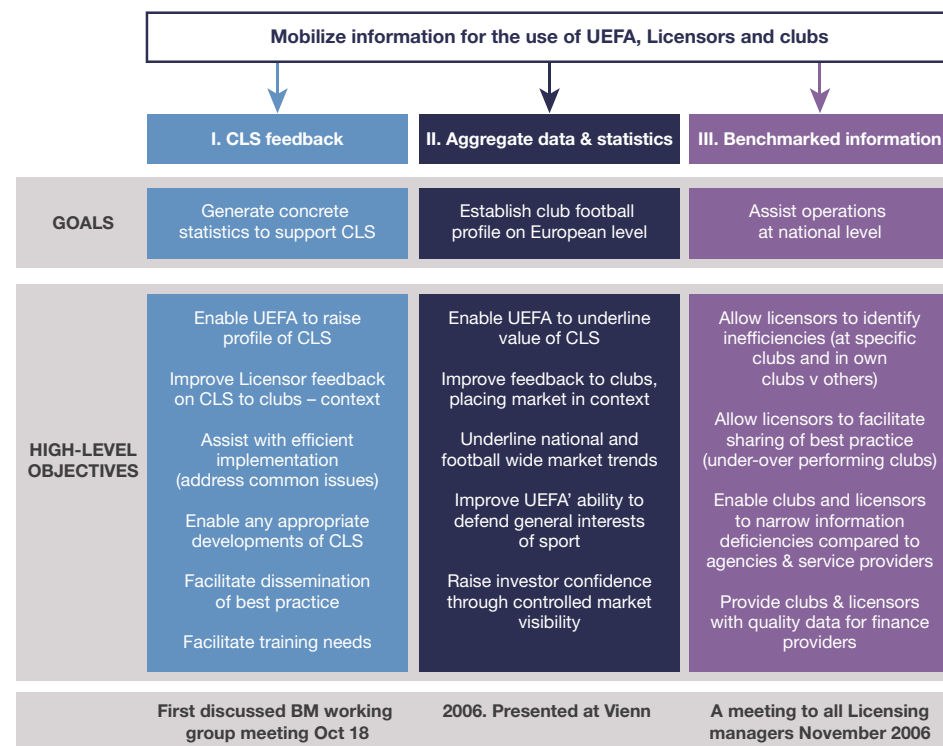 Mobilize information for the use of UEFA, Licensors and clubs
I. CLS feedback
II. Aggregate data & statistics
III. Benchmarked information
GOALS
Generate concrete
statistics to support CLS
Establish club football
profile on European level
Assist operations
at national level
HIGH-LEVEL
OBJECTIVES
Enable UEFA to raise
profile of CLS
Improve Licensor feedback
on CLS to clubs – context
Assist with efficient
implementation
(address common issues)
Enable any appropriate
developments of CLS
Facilitate dissemination
of best practice
Facilitate training needs
Enable UEFA to underline
value of CLS
Improve feedback to clubs,
placing market in context
Underline national and
football wide market trends
Improve UEFA' ability to
defend general interests
of sport
Raise investor confidence
through controlled market
visibility
Allow licensors to identify
inefficiencies (at specific
clubs and in own
clubs v others)
Allow licensors to facilitate
sharing of best practice
(under-over performing clubs)
Enable clubs and licensors
to narrow information
deficiencies compared to
agencies & service providers
Provide clubs & licensors
with quality data for finance
providers
First discussed BM working
group meeting Oct 18
2006. Presented at Vienn
A meeting to all Licensing
managers November 2006